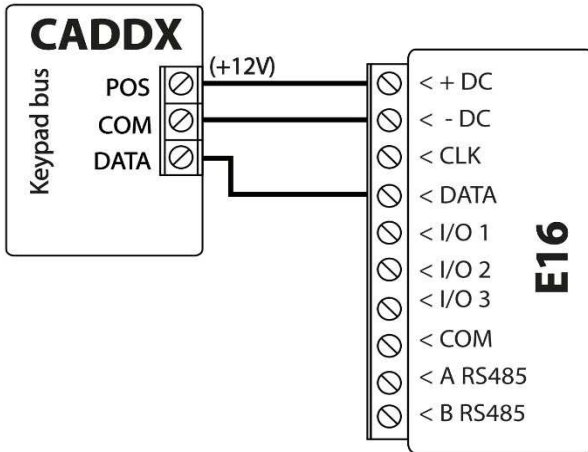 CADDX
Keypad bus
POS
(+12V)
COM
DATA
< + DC
< - DC
< CLK
< DATA
< I/O 1
< I/O 2
< I/O 3
< COM
< A RS485
< B RS485
E16